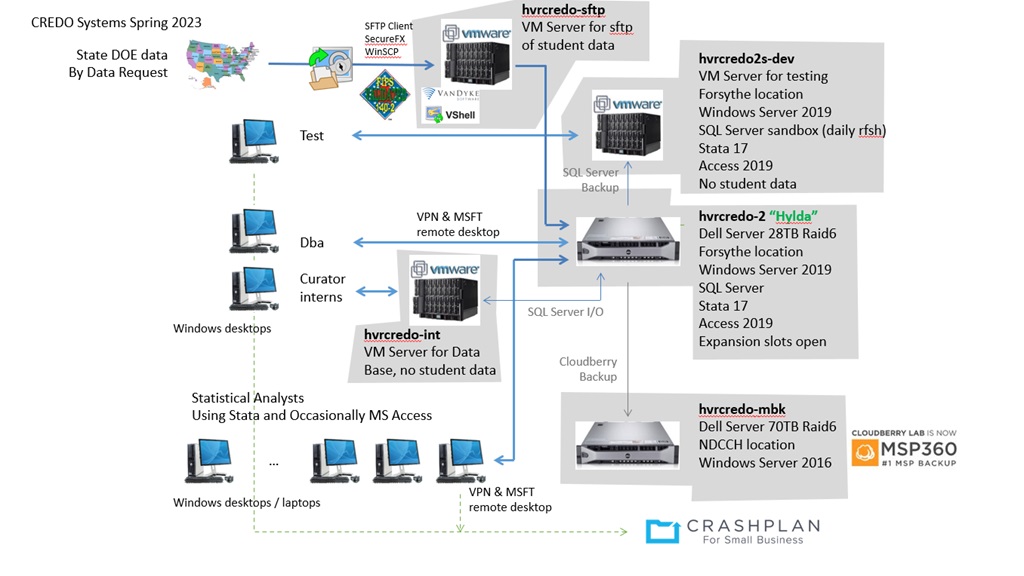 CREDO Systems Spring 2023
State DOE data
By Data Request
SFTP Client
SecureFX
WinSCP
vmware
hvrcredo-sftp
VM Server for sftp
of student data
FIPS
140-2
VANDYKE
SOFTWARE
VShell
vmware
hvrcredo2s-dev
VM Server for testing
Forsythe location
Windows Server 2019
SQL Server sandbox (daily rfsh)
Stata 17
Access 2019
No student data
Test
SQL Server
Backup
Dba
VPN & MSFT
remote desktop
hvrcredo-2 “Hylda”
Dell Server 28TB Raid6
Forsythe location
Windows Server 2019
SQL Server
Stata 17
Access 2019
Expansion slots open
Curator
interns
Windows desktops
vmware
hvrcredo-int
VM Server for Data
Base, no student data
SQL Server I/O
Cloudberry
Backup
Statistical Analysts
Using Stata and Occasionally MS Access
...
Windows desktops / laptops
VPN & MSFT
remote desktop
hvrcredo-mbk
Dell Server 70TB Raid6
NDCCH location
Windows Server 2016
CLOUDBERRY LAB IS NOW
MSP360
#1 MSP BACKUP
CRASHPLAN
For Small Business